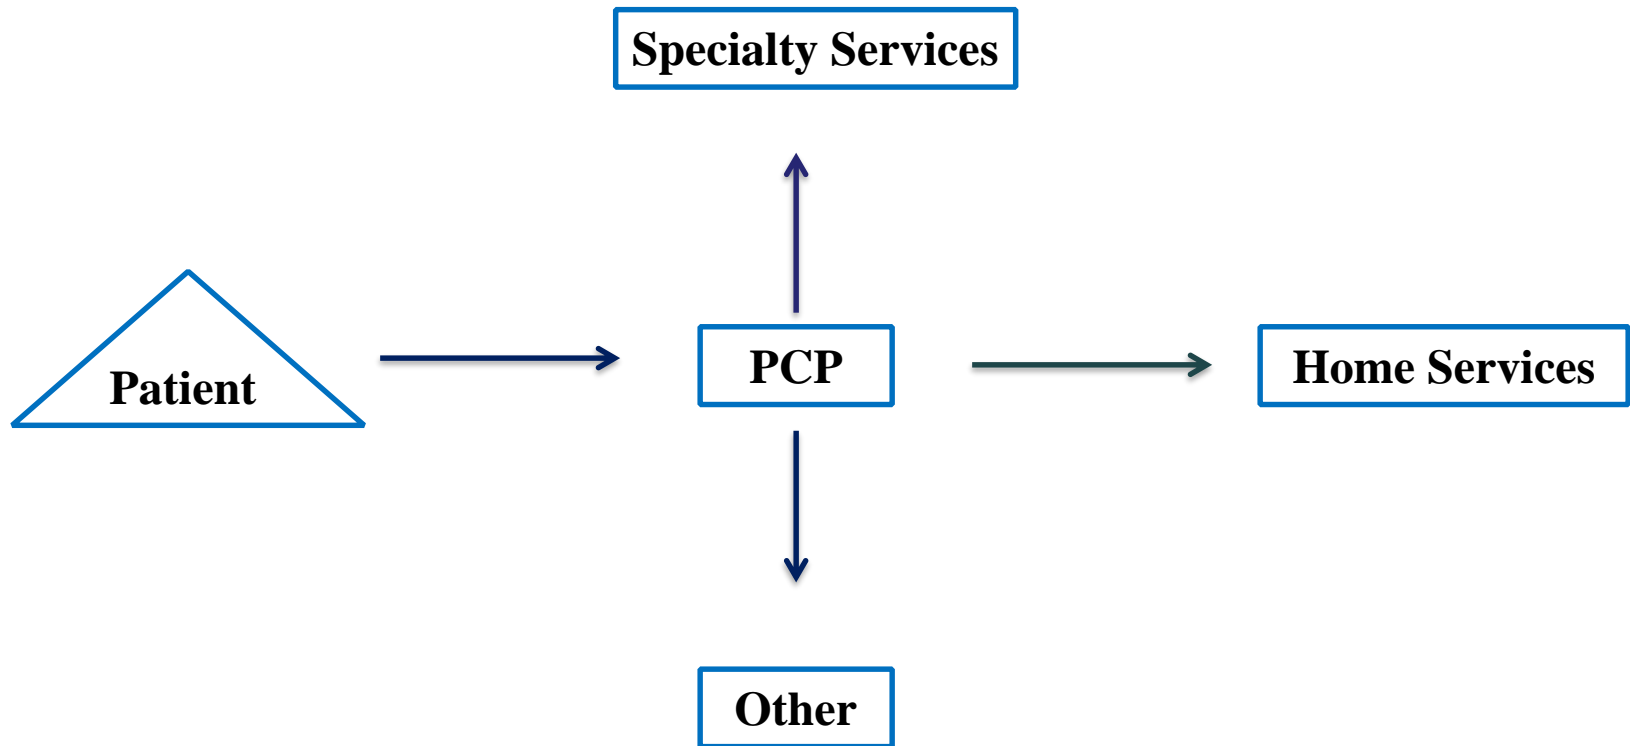 Specialty Services
Patient
PCP
Home Services
Other